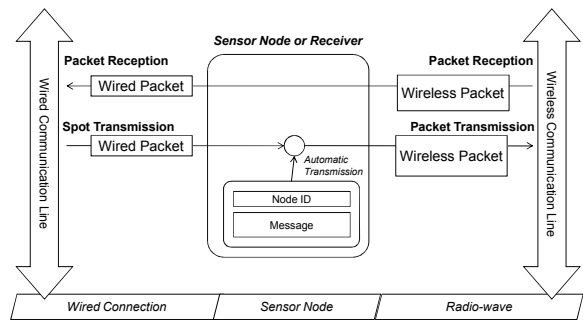 Sensor Node or Receiver
Packet Reception
Packet Reception
Wired Packet
Wireless Packet
Spot Transmission
Packet Transmission
Wired Packet
Wireless Packet
Automatic
Transmission
Node ID
Message
Wired Communication Line
Wireless Communication Line
Wired Connection
Sensor Node
Radio-wave